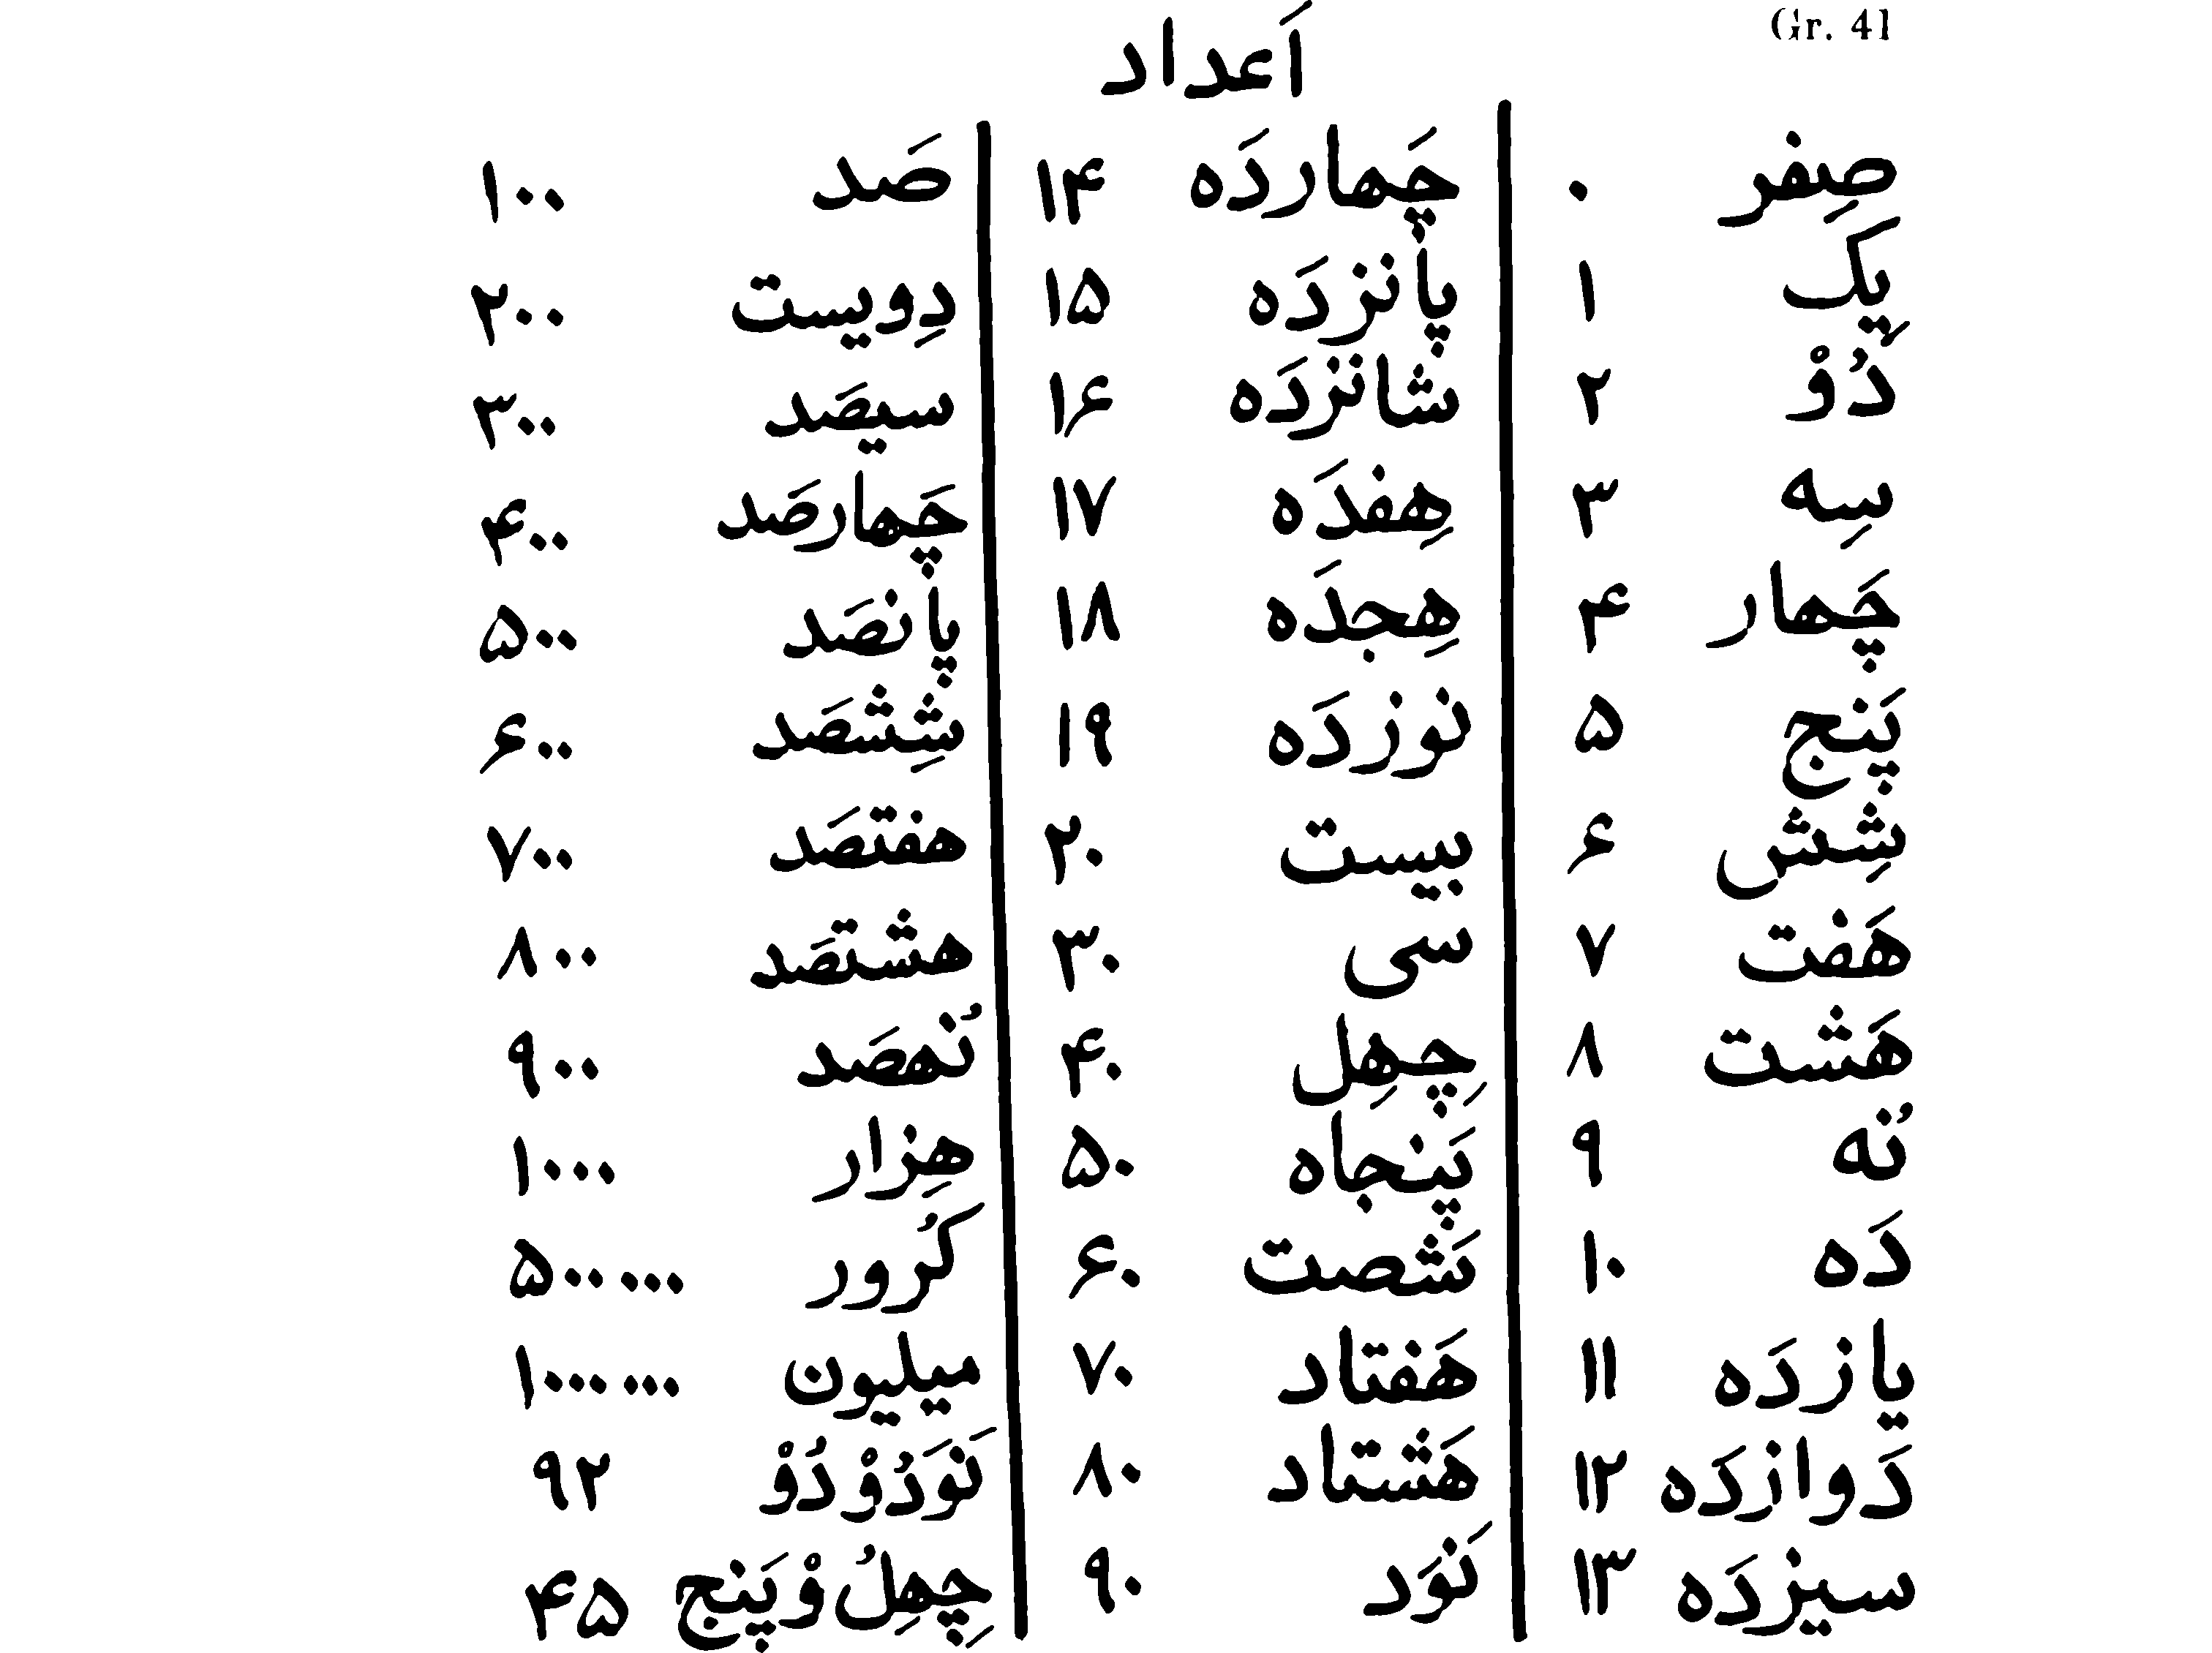 Gr. 4]
اَعداد
صِفر ۰
یِک ۱
دُوْ ۲
سِه ۳
چَهار ۴
پَنج ۵
شِش ۶
هَفت ۷
هَشت ۸
نُه ۹
دَه ۱۰
یازدَه ۱۱
دَوازدَه ۱۲
سیزدَه ۱۳
چَهاردَه ۱۴
پانزدَه ۱۵
شانزدَه ۱۶
هِفدَه ۱۷
هِجدَه ۱۸
نوزدَه ۱۹
بیست ۲۰
سی ۳۰
چِهِل ۴۰
پَنجاه ۵۰
شَصت ۶۰
هَفتاد ۷۰
هَشتاد ۸۰
نَوَد ۹۰
صَد ۱۰۰
دِویست ۲۰۰
سیصَد ۳۰۰
چَهارصَد ۴۰۰
پانصَد ۵۰۰
شِشصَد ۶۰۰
هفتصَد ۷۰۰
هشتصَد ۸۰۰
نُهصَد ۹۰۰
هِزار ۱۰۰۰
کُرور ۵۰۰۰۰۰
میلیون ۱۰۰۰۰۰۰
نَوَدُوْ دُوْ ۹۲
چِهِلُ وْ پَنج ۴۵